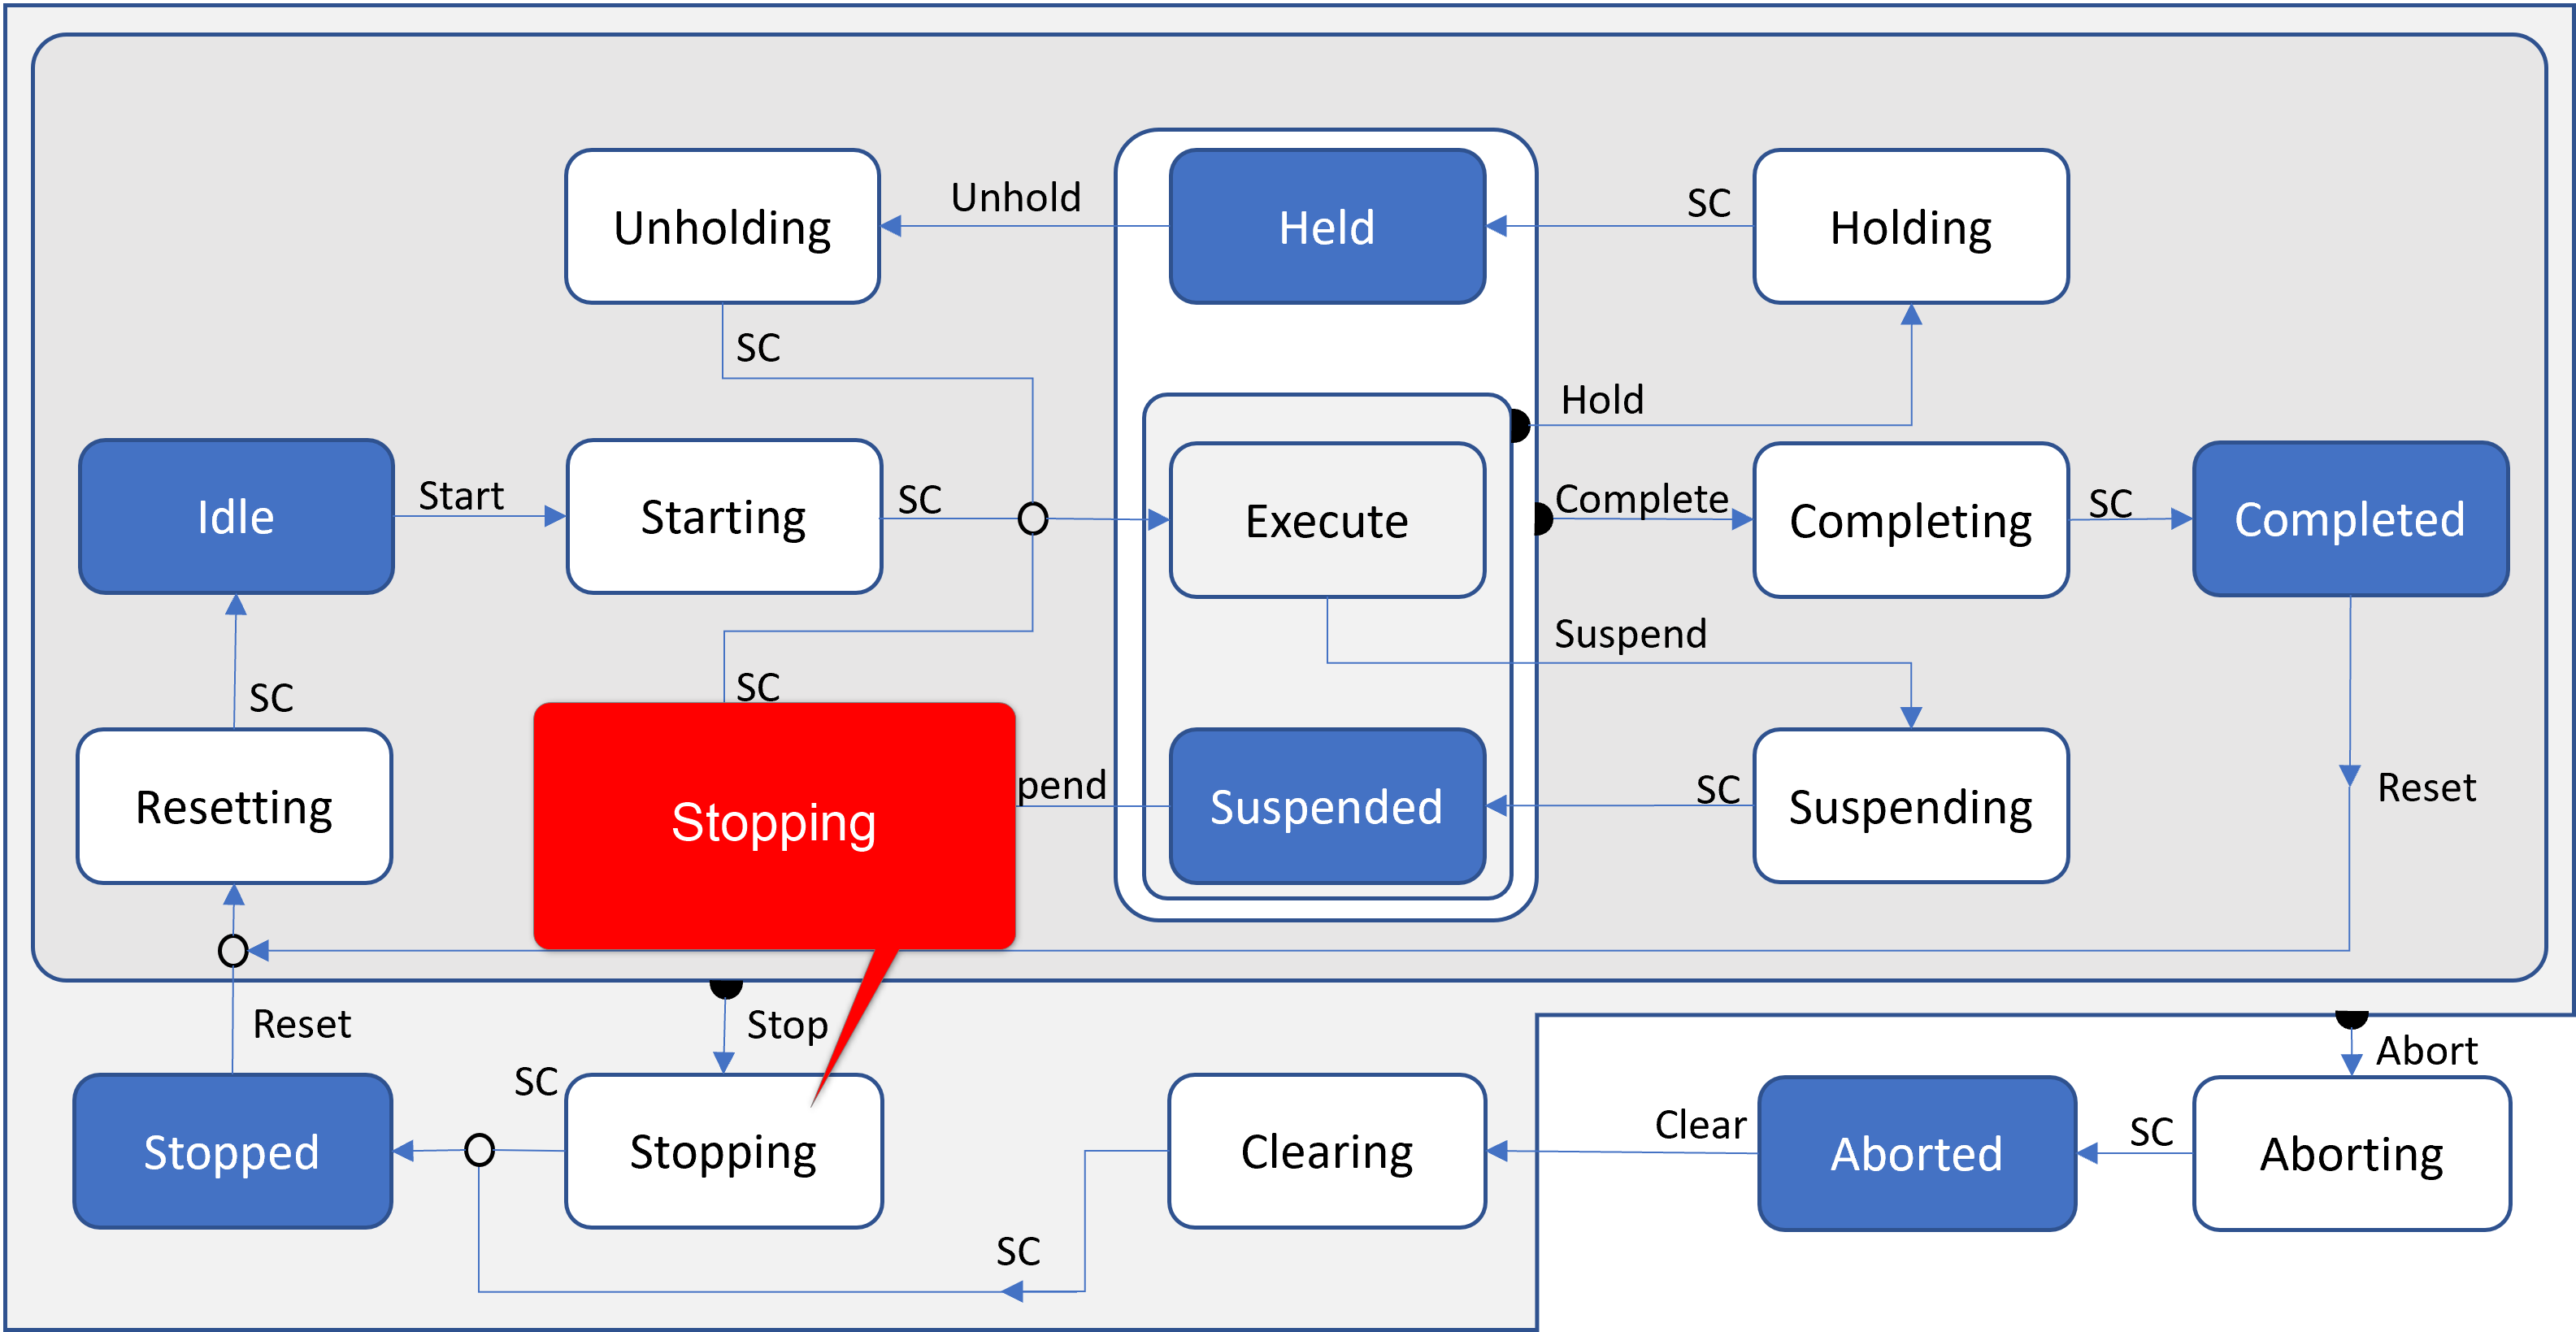 Unholding
Unhold
Held
SC
Holding
SC
Hold
Idle
Start
Starting
SC
Execute
Complete
Completing
SC
Completed
Suspend
SC
SC
Resetting
Stopping
pend
Suspended
SC
Suspending
Reset
Reset
Stop
Abort
SC
Stopped
Stopping
Clearing
Clear
Aborted
SC
Aborting
SC